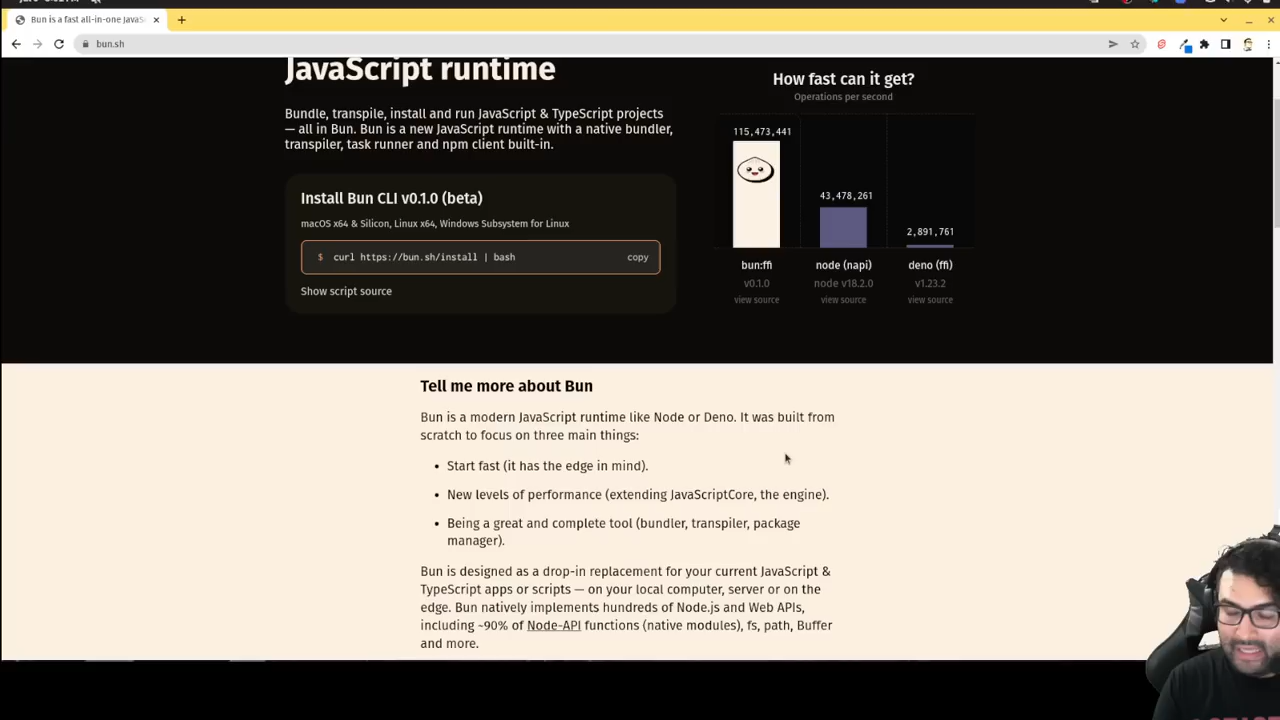 Bun is a fast all-in-one JavaS
bun.sh
JavaScript runtime
Bundle, transpile, install and run JavaScript & TypeScript projects
— all in Bun. Bun is a new JavaScript runtime with a native bundler,
transpiler, task runner and npm client built-in.
Install Bun CLI v0.1.0 (beta)
macOS x64 & Silicon, Linux x64, Windows Subsystem for Linux
$ curl https://bun.sh/install | bash copy
Show script source
How fast can it get?
Operations per second
115,473,441
43,478,261
2,891,761
bun:ffi node (napi) deno (ffi)
v0.1.0 node v18.2.0 v1.23.2
view source view source view source
Tell me more about Bun
Bun is a modern JavaScript runtime like Node or Deno. It was built from
scratch to focus on three main things:
• Start fast (it has the edge in mind).
• New levels of performance (extending JavaScriptCore, the engine).
• Being a great and complete tool (bundler, transpiler, package
manager).
Bun is designed as a drop-in replacement for your current JavaScript &
TypeScript apps or scripts — on your local computer, server or on the
edge. Bun natively implements hundreds of Node.js and Web APIs,
including ~90% of Node-API functions (native modules), fs, path, Buffer
and more.